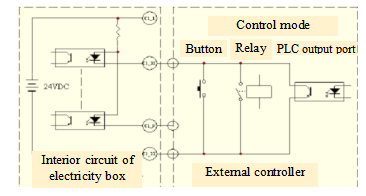 Control mode
Button Relay PLC output port
24VDC
Interior circuit of
electricity box
External controller